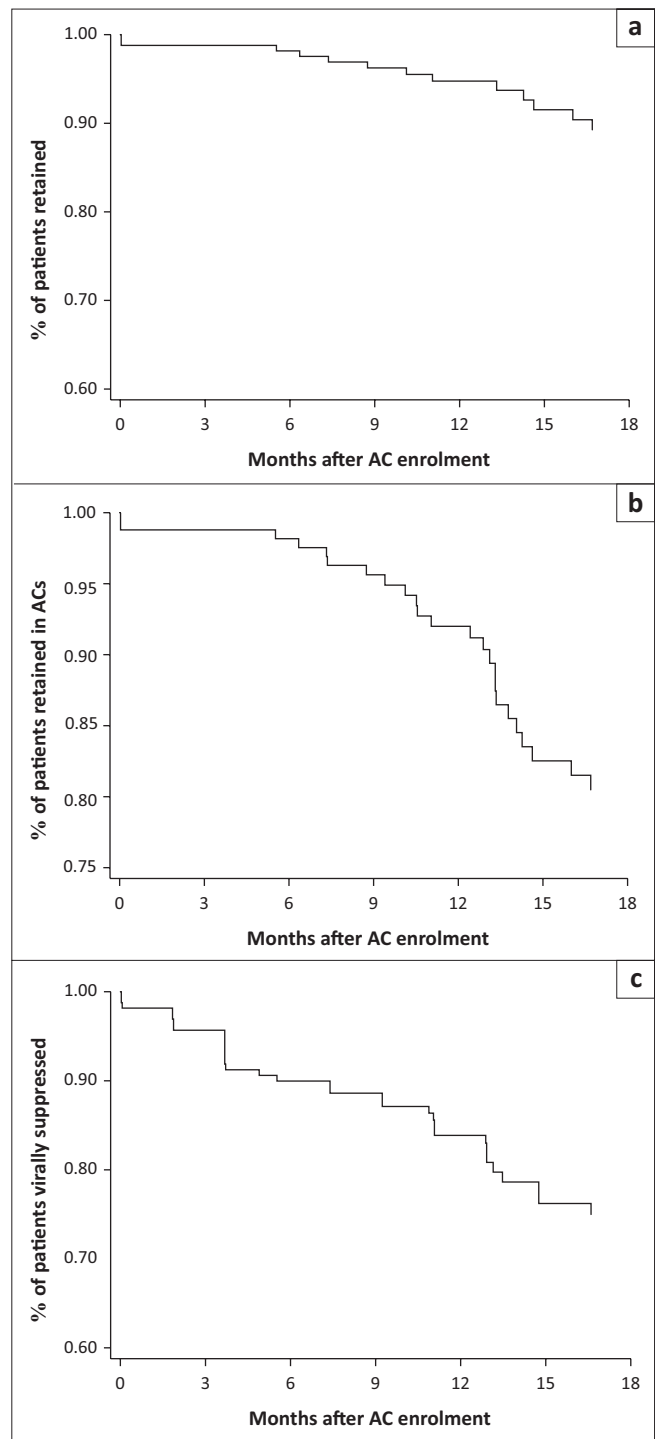 a
1.00
0.90
0.80
0.70
0.60
% of patients retained
0 3 6 9 12 15 18
Months after AC enrolment
b
1.00
0.95
0.90
0.85
0.80
0.75
% of patients retained in ACs
0 3 6 9 12 15 18
Months after AC enrolment
c
1.00
0.90
0.80
0.70
0.60
% of patients virally suppressed
0 3 6 9 12 15 18
Months after AC enrolment